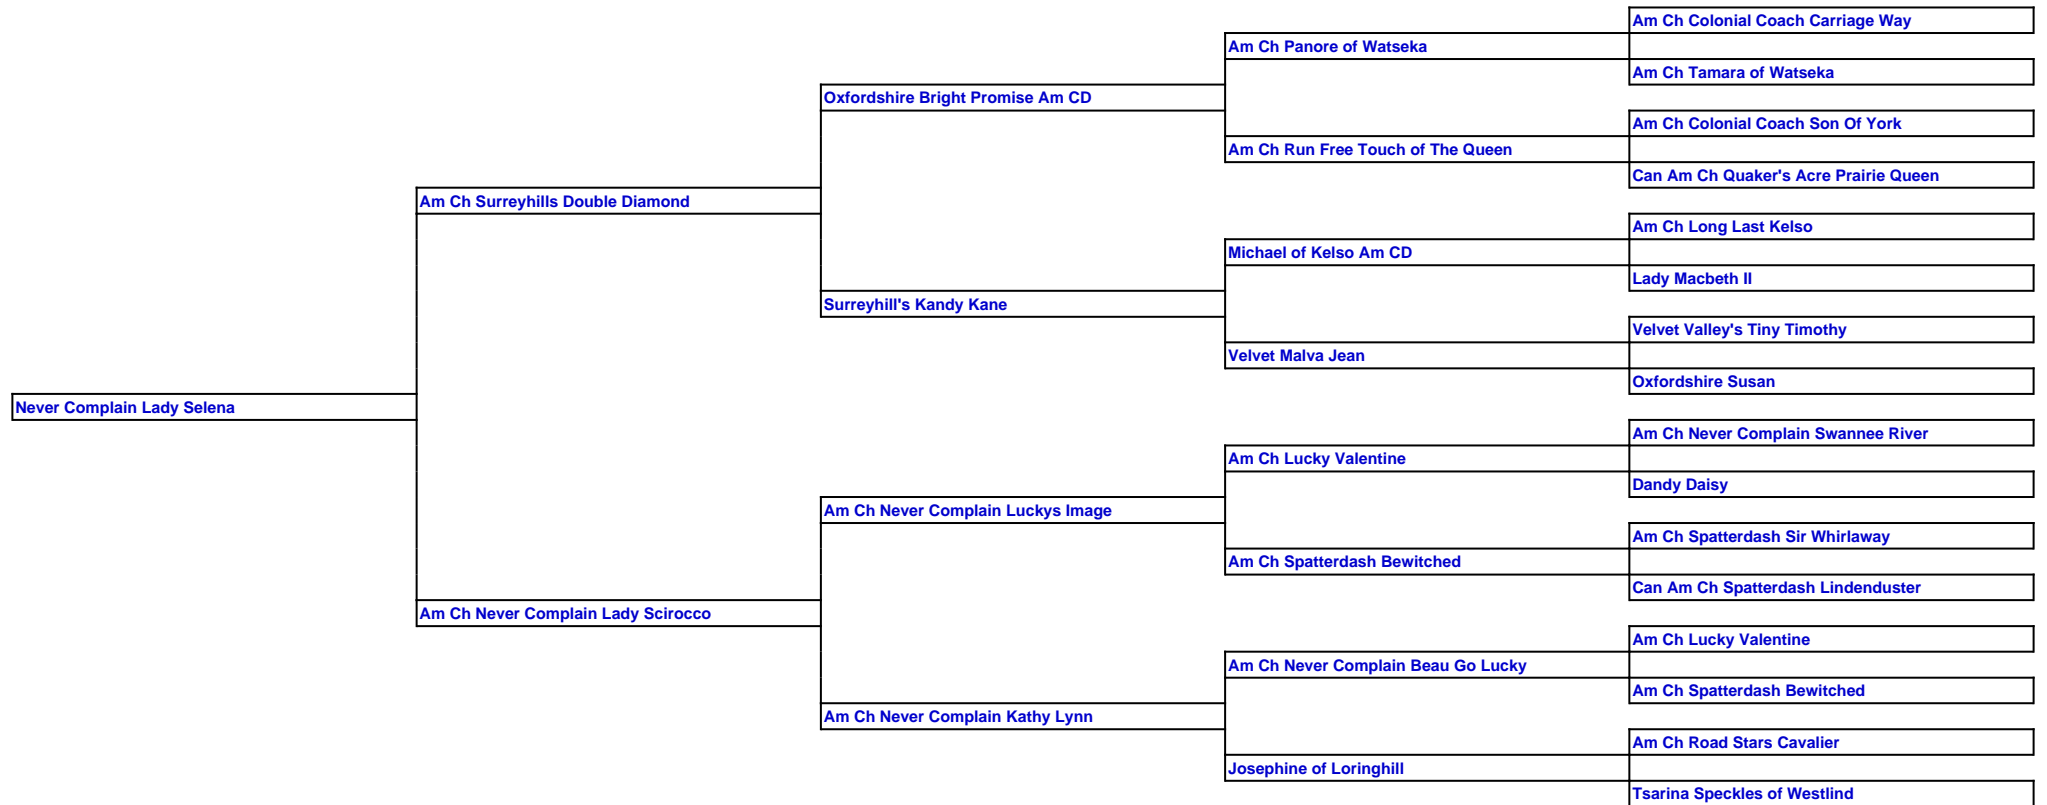 Am Ch Colonial Coach Carriage Way
Am Ch Panore of Watseka
Am Ch Tamara of Watseka
Oxfordshire Bright Promise Am CD
Am Ch Colonial Coach Son Of York
Am Ch Run Free Touch of The Queen
Can Am Ch Quaker's Acre Prairie Queen
Am Ch Surreyhills Double Diamond
Am Ch Long Last Kelso
Michael of Kelso Am CD
Lady Macbeth II
Surreyhill's Kandy Kane
Velvet Valley's Tiny Timothy
Velvet Malva Jean
Oxfordshire Susan
Never Complain Lady Selena
Am Ch Never Complain Swannee River
Am Ch Lucky Valentine
Dandy Daisy
Am Ch Never Complain Luckys Image
Am Ch Spatterdash Sir Whirlaway
Am Ch Spatterdash Bewitched
Can Am Ch Spatterdash Lindenduster
Am Ch Never Complain Lady Scirocco
Am Ch Lucky Valentine
Am Ch Never Complain Beau Go Lucky
Am Ch Spatterdash Bewitched
Am Ch Never Complain Kathy Lynn
Am Ch Road Stars Cavalier
Josephine of Loringhill
Tsarina Speckles of Westlind